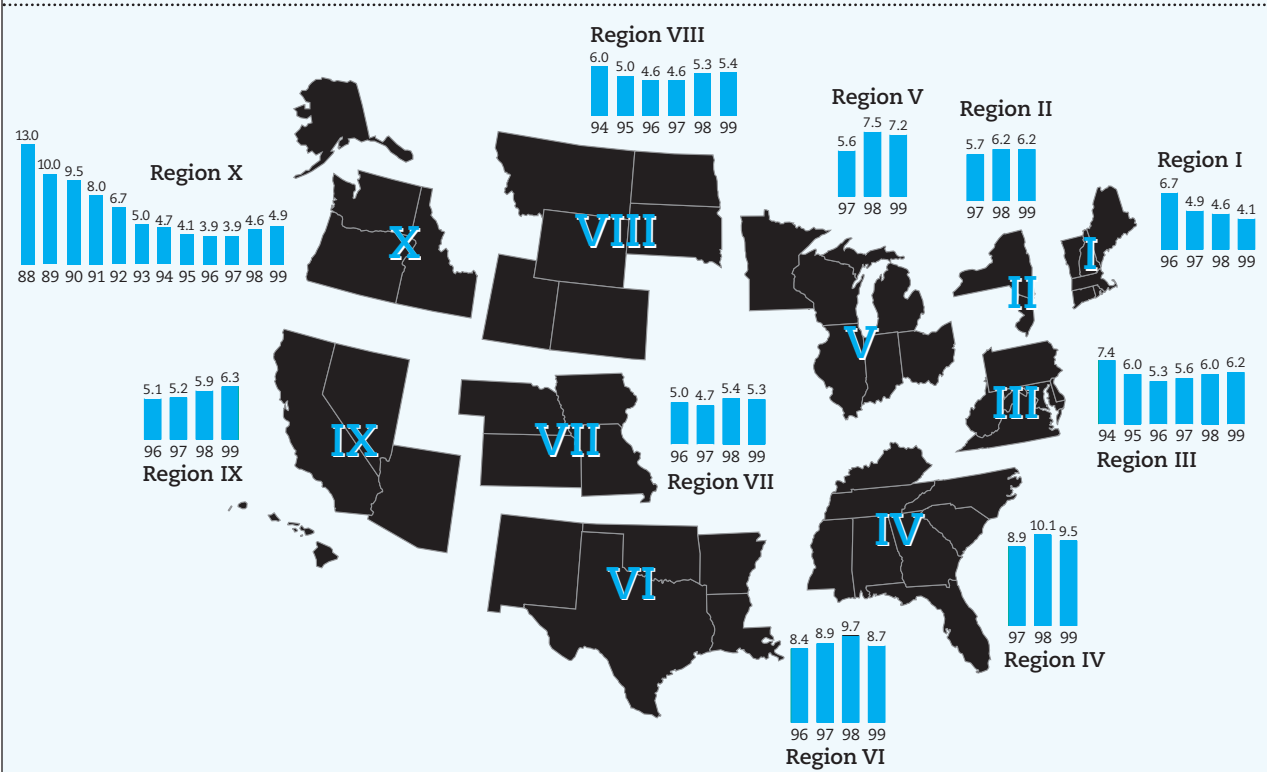 Region VIII
6.0 5.0 4.6 4.6 5.3 5.4
94 95 96 97 98 99
Region V
5.6 7.5 7.2
97 98 99
Region II
5.7 6.2 6.2
97 98 99
Region I
6.7 4.9 4.6 4.1
96 97 98 99
Region X
13.0 10.0 9.5 8.0 6.7 5.0 4.7 4.1 3.9 3.9 4.6 4.9
88 89 90 91 92 93 94 95 96 97 98 99
X
VIII
I
II
V
III
7.4 6.0 5.3 5.6 6.0 6.2
94 95 96 97 98 99
Region III
5.1 5.2 5.9 6.3
96 97 98 99
Region IX
IX
VII
5.0 4.7 5.4 5.3
96 97 98 99
Region VII
IV
8.9 10.1 9.5
97 98 99
Region IV
VI
8.4 8.9 9.7 8.7
96 97 98 99
Region VI